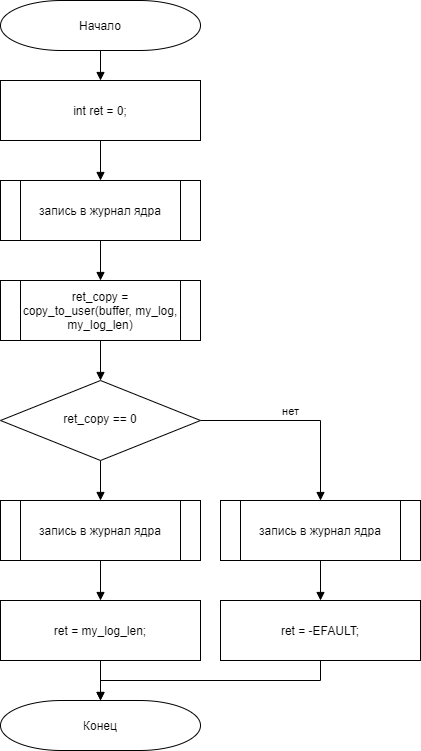 Начало
int ret = 0;
запись в журнал ядра
ret_copy =
copy_to_user(buffer, my_log,
my_log_len)
ret_copy == 0
нет
запись в журнал ядра
запись в журнал ядра
ret = my_log_len;
ret = -EFAULT;
Конец